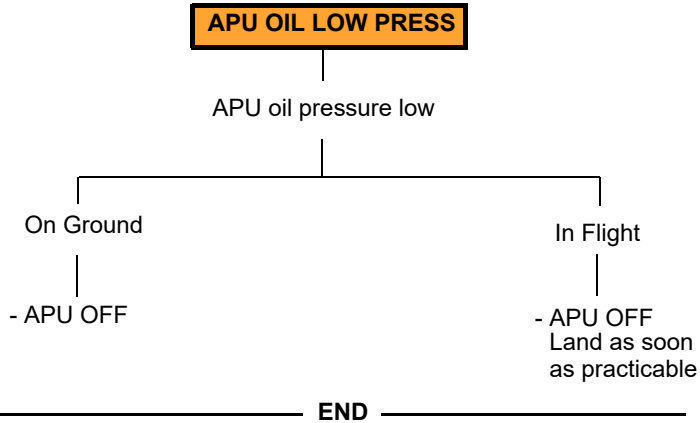 APU OIL LOW PRESS
APU oil pressure low
On Ground
- APU OFF
In Flight
- APU OFF
Land as soon
as practicable
END